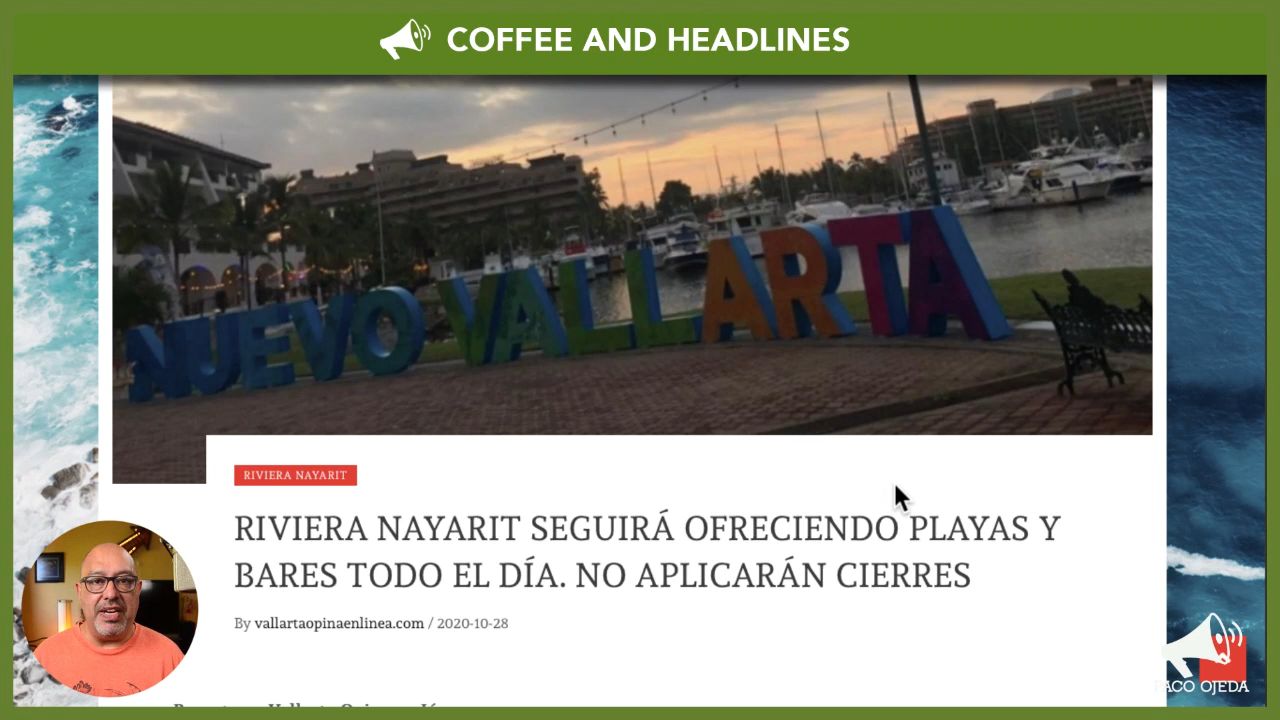 COFFEE AND HEADLINES
NUEVO VALLARTA
RIVIERA NAYARIT
RIVIERA NAYARIT SEGUIRÁ OFRECIENDO PLAYAS Y
BARES TODO EL DÍA. NO APLICARÁN CIERRES
By vallartaopinaenlinea.com / 2020-10-28
PACO OJEDA